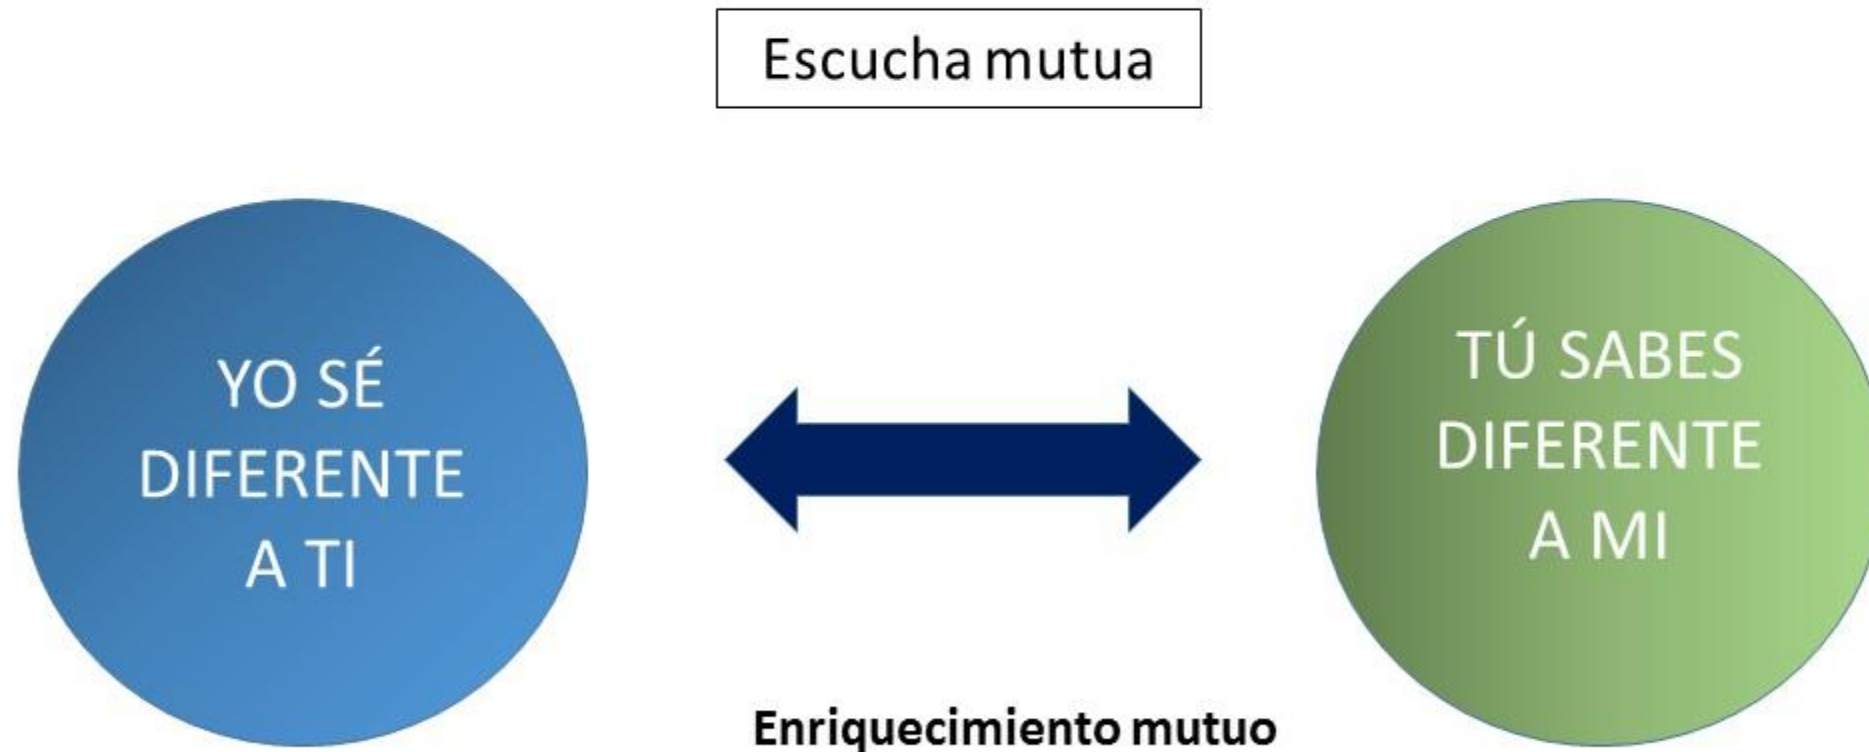 Escucha mutua
YO SÉ
DIFERENTE
A TI
TÚ SABES
DIFERENTE
A MI
Enriquecimiento mutuo